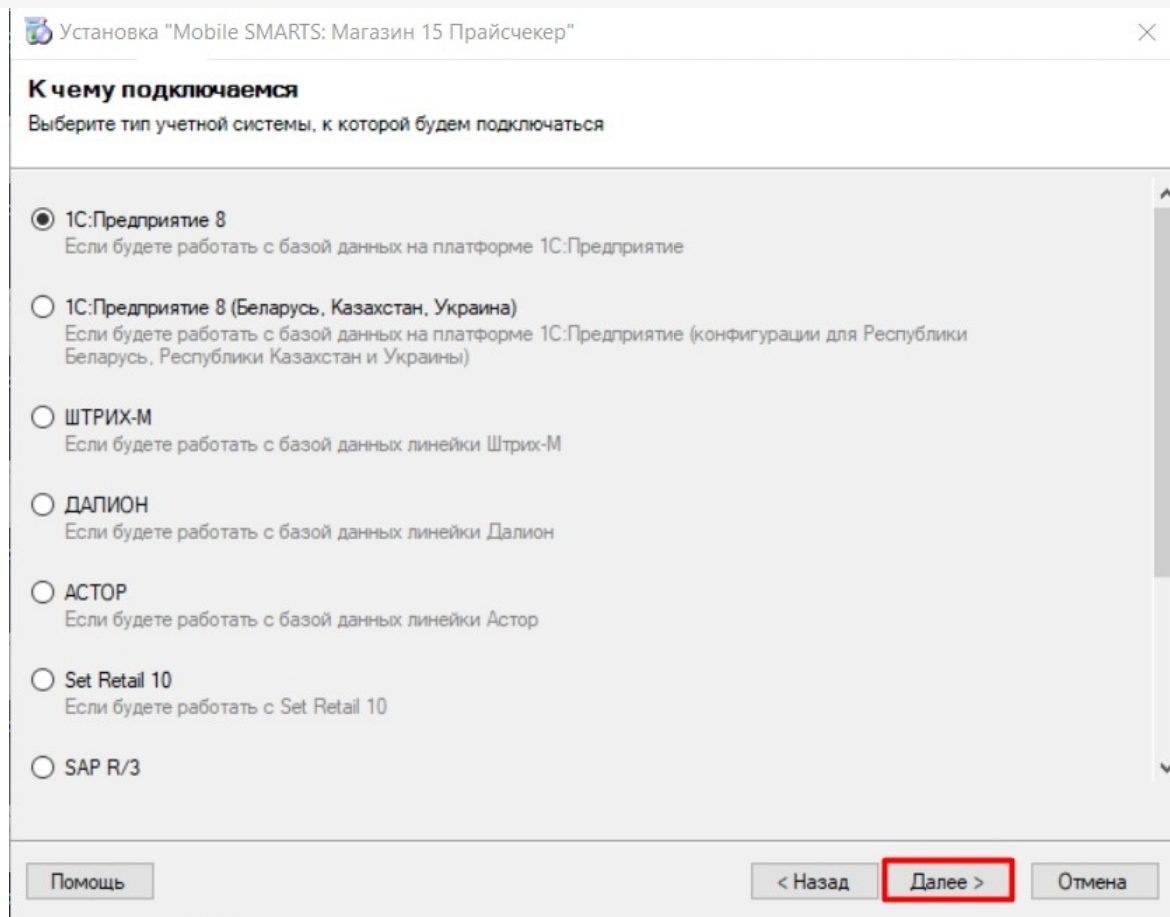 Установка "Mobile SMARTS: Магазин 15 Прайсчекер"
К чему подключаемся
Выберите тип учетной системы, к которой будем подключаться
1С:Предприятие 8
Если будете работать с базой данных на платформе 1С:Предприятие
1С:Предприятие 8 (Беларусь, Казахстан, Украина)
Если будете работать с базой данных на платформе 1С:Предприятие (конфигурации для Республики
Беларусь, Республики Казахстан и Украины)
ШТРИХ-М
Если будете работать с базой данных линейки Штрих-М
ДАЛИОН
Если будете работать с базой данных линейки Далион
АСТОР
Если будете работать с базой данных линейки Астор
Set Retail 10
Если будете работать с Set Retail 10
SAP R/3
Помощь
< Назад
Далее >
Отмена